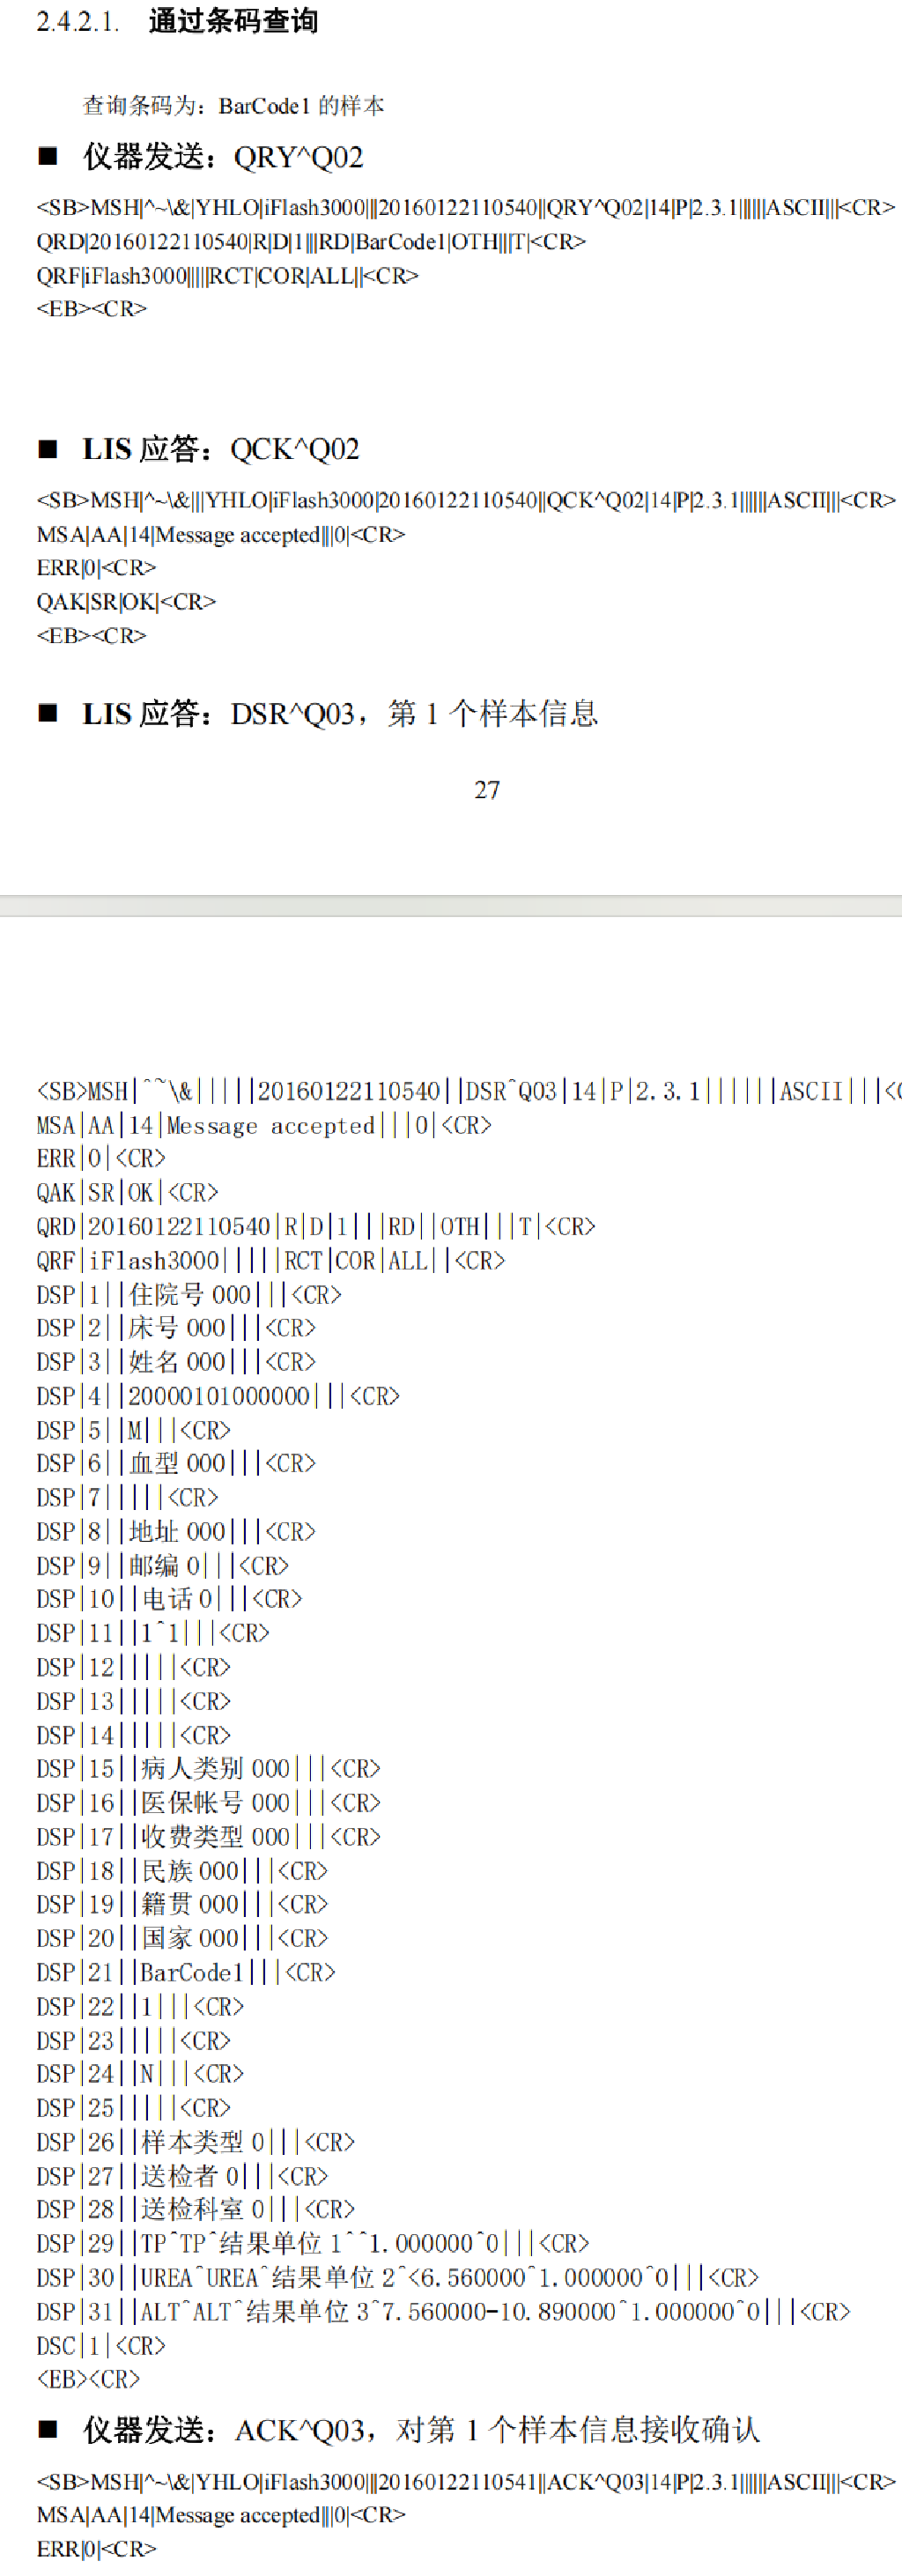 2.4.2.1. 通过条码查询
查询条码为：BarCode1 的样本
■ 仪器发送：QRY^Q02
<SB>MSH|^~\&|YHLO|iFlash3000|||20160122110540||QRY^Q02|14|P|2.3.1||||||ASCII|||<CR>
QRD|20160122110540|R|D|1|||RD|BarCode1|OTH|||T|<CR>
QRF|iFlash3000|||||RCT|COR|ALL||<CR>
<EB><CR>
■ LIS 应答：QCK^Q02
<SB>MSH|^~\&|||YHLO|iFlash3000|20160122110540||QCK^Q02|14|P|2.3.1||||||ASCII|||<CR>
MSA|AA|14|Message accepted|||0|<CR>
ERR|0|<CR>
QAK|SR|OK|<CR>
<EB><CR>
■ LIS 应答：DSR^Q03，第 1 个样本信息
27
<SB>MSH|^~\&|||||20160122110540||DSR^Q03|14|P|2.3.1||||||ASCII|||<C
MSA|AA|14|Message accepted|||0|<CR>
ERR|0|<CR>
QAK|SR|OK|<CR>
QRD|20160122110540|R|D|1|||RD||OTH|||T|<CR>
QRF|iFlash3000|||||RCT|COR|ALL||<CR>
DSP|1||住院号 000|||<CR>
DSP|2||床号 000|||<CR>
DSP|3||姓名 000|||<CR>
DSP|4||20000101000000|||<CR>
DSP|5||M|||<CR>
DSP|6||血型 000|||<CR>
DSP|7|||||<CR>
DSP|8||地址 000|||<CR>
DSP|9||邮编 0|||<CR>
DSP|10||电话 0|||<CR>
DSP|11||1^1|||<CR>
DSP|12|||||<CR>
DSP|13|||||<CR>
DSP|14|||||<CR>
DSP|15||病人类别 000|||<CR>
DSP|16||医保帐号 000|||<CR>
DSP|17||收费类型 000|||<CR>
DSP|18||民族 000|||<CR>
DSP|19||籍贯 000|||<CR>
DSP|20||国家 000|||<CR>
DSP|21||BarCode1|||<CR>
DSP|22||1|||<CR>
DSP|23|||||<CR>
DSP|24||N|||<CR>
DSP|25|||||<CR>
DSP|26||样本类型 0|||<CR>
DSP|27||送检者 0|||<CR>
DSP|28||送检科室 0|||<CR>
DSP|29||TP^TP^结果单位 1^^1.000000^0|||<CR>
DSP|30||UREA^UREA^结果单位 2^<6.560000^1.000000^0|||<CR>
DSP|31||ALT^ALT^结果单位 3^7.560000-10.890000^1.000000^0|||<CR>
DSC|1|<CR>
<EB><CR>
■ 仪器发送：ACK^Q03，对第 1 个样本信息接收确认
<SB>MSH|^~\&|YHLO|iFlash3000|||20160122110541||ACK^Q03|14|P|2.3.1||||||ASCII|||<CR>
MSA|AA|14|Message accepted|||0|<CR>
ERR|0|<CR>